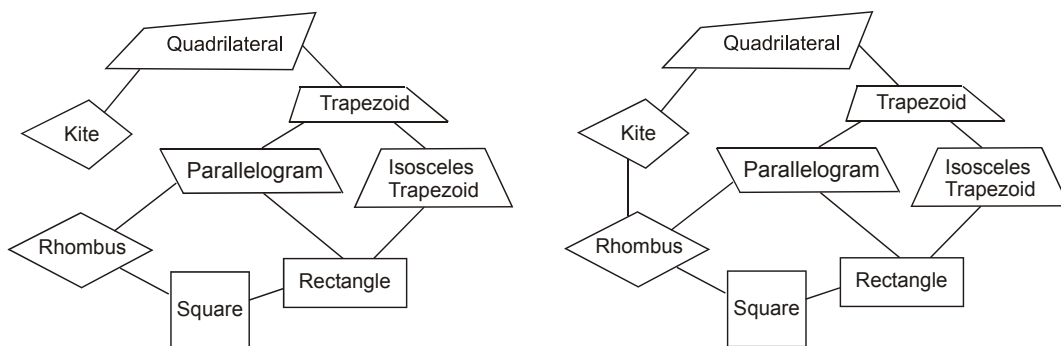 Quadrilateral
Trapezoid
Kite
Parallelogram
Isosceles
Trapezoid
Rhombus
Rectangle
Square
Quadrilateral
Trapezoid
Kite
Parallelogram
Isosceles
Trapezoid
Rhombus
Rectangle
Square